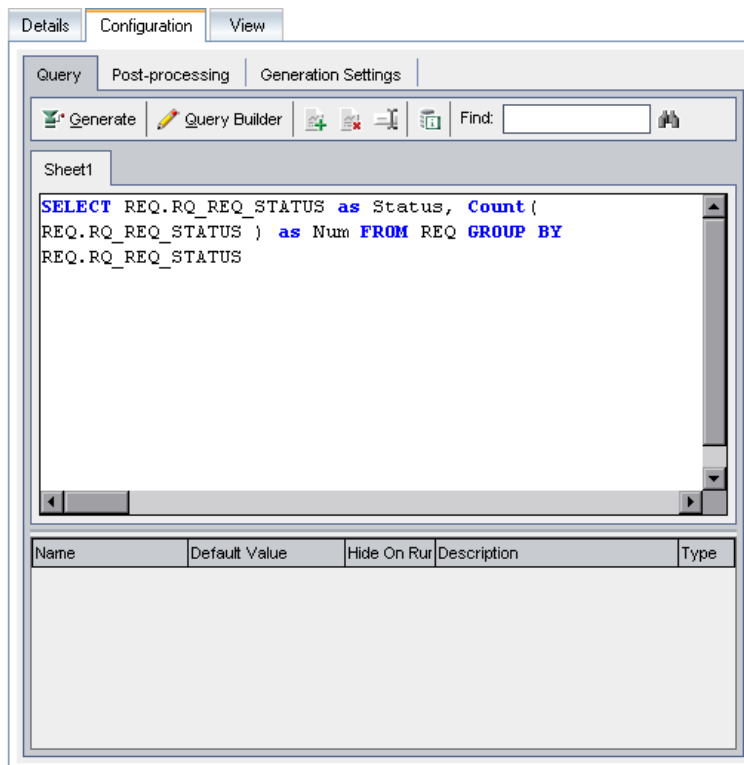 Details Configuration View
Query Post-processing Generation Settings
Generate Query Builder Find:
Sheet1
SELECT REQ.RQ_REQ_STATUS as Status, Count(
REQ.RQ_REQ_STATUS ) as Num FROM REQ GROUP BY
REQ.RQ_REQ_STATUS
Name Default Value Hide On Rur Description Type